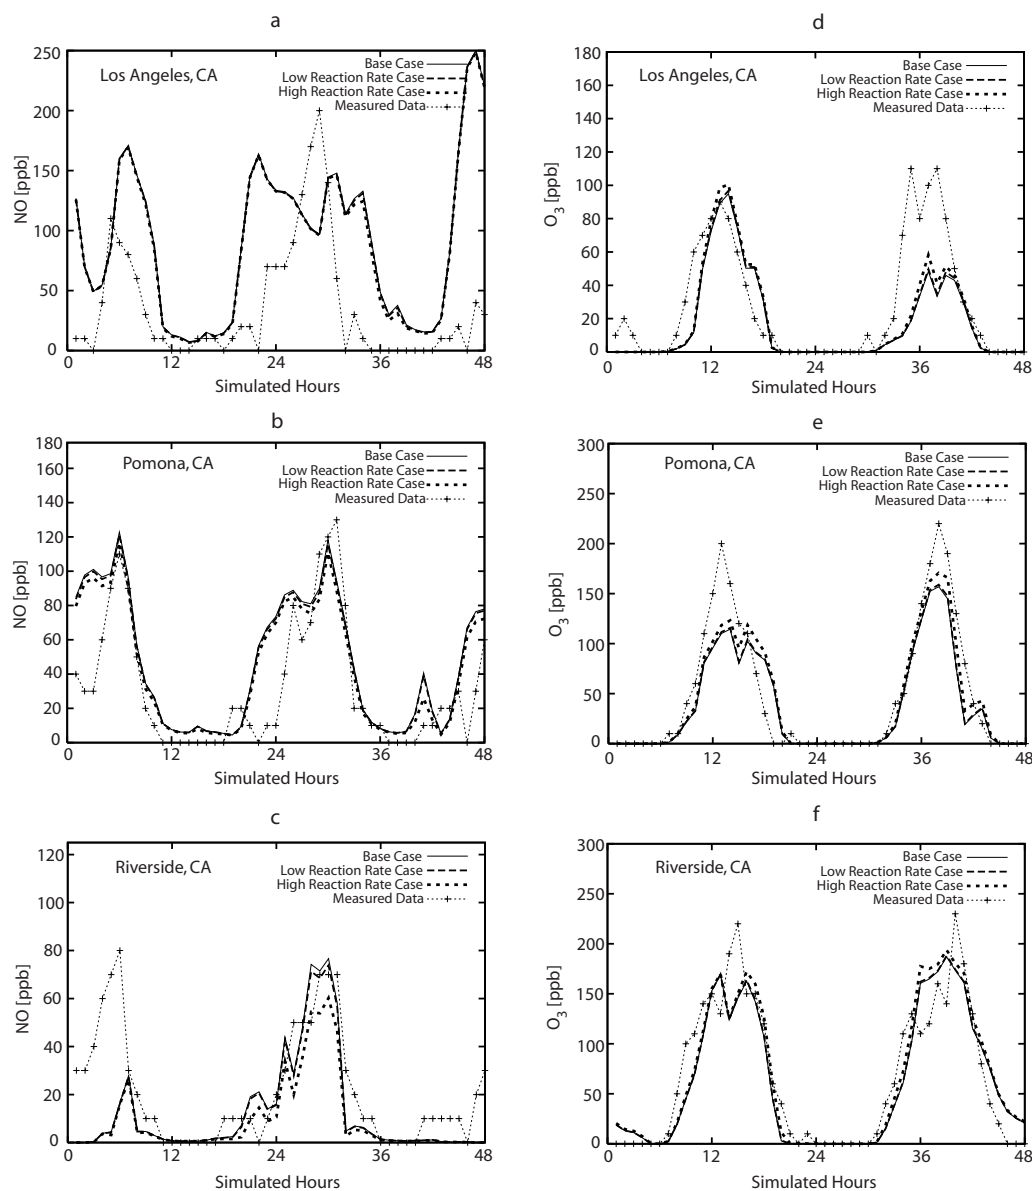 a
Los Angeles, CA
Base Case
Low Reaction Rate Case
High Reaction Rate Case
Measured Data
NO [ppb]
250
200
150
100
50
0
0 12 24 36 48
Simulated Hours
d
Los Angeles, CA
Base Case
Low Reaction Rate Case
High Reaction Rate Case
Measured Data
O3 [ppb]
180
160
140
120
100
80
60
40
20
0
0 12 24 36 48
Simulated Hours
b
Pomona, CA
Base Case
Low Reaction Rate Case
High Reaction Rate Case
Measured Data
NO [ppb]
180
160
140
120
100
80
60
40
20
0
0 12 24 36 48
Simulated Hours
e
Pomona, CA
Base Case
Low Reaction Rate Case
High Reaction Rate Case
Measured Data
O3 [ppb]
300
250
200
150
100
50
0
0 12 24 36 48
Simulated Hours
c
Riverside, CA
Base Case
Low Reaction Rate Case
High Reaction Rate Case
Measured Data
NO [ppb]
120
100
80
60
40
20
0
0 12 24 36 48
Simulated Hours
f
Riverside, CA
Base Case
Low Reaction Rate Case
High Reaction Rate Case
Measured Data
O3 [ppb]
300
250
200
150
100
50
0
0 12 24 36 48
Simulated Hours